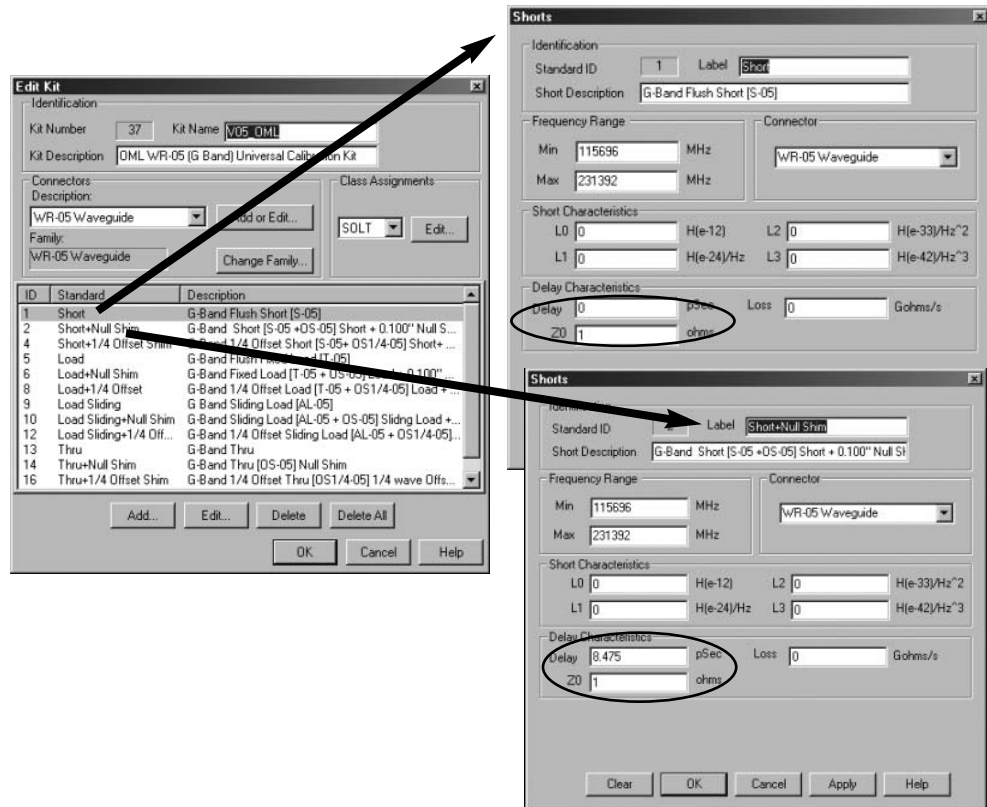 Edit Kit
Identification
Kit Number 37 Kit Name V05_OML
Kit Description OML WR-05 (G Band) Universal Calibration Kit
Connectors
Description:
WR-05 Waveguide Add or Edit...
Family:
WR-05 Waveguide Change Family...
Class Assignments
SOLT Edit...
ID Standard Description
1 Short G-Band Flush Short [S-05]
2 Short+Null Shim G-Band Short [S-05 +OS-05] Short + 0.100" Null S...
4 Short+1/4 Offset Shim G-Band 1/4 Offset Short [S-05+ OS1/4-05] Short+ ...
5 Load G-Band Flush Fixed Load [T-05]
6 Load+Null Shim G-Band Fixed Load [T-05 + OS-05] Load + 0.100" ...
8 Load+1/4 Offset G-Band 1/4 Offset Load [T-05 + OS1/4-05] Load + ...
9 Load Sliding G Band Sliding Load [AL-05]
10 Load Sliding+Null Shim G-Band Sliding Load [AL-05 + OS-05] Slidng Load +...
12 Load Sliding+1/4 Off... G-Band 1/4 Offset Sliding Load [AL-05 + OS1/4-05]...
13 Thru G-Band Thru
14 Thru+Null Shim G-Band Thru [OS-05] Null Shim
16 Thru+1/4 Offset Shim G-Band 1/4 Offset Thru [OS1/4-05] 1/4 wave Offs...
Add... Edit... Delete Delete All
OK Cancel Help
Shorts
Identification
Standard ID 1 Label Short
Short Description G-Band Flush Short [S-05]
Frequency Range
Min 115696 MHz
Max 231392 MHz
Connector
WR-05 Waveguide
Short Characteristics
L0 0 H(e-12) L2 0 H(e-33)/Hz^2
L1 0 H(e-24)/Hz L3 0 H(e-42)/Hz^3
Delay Characteristics
Delay 0 pSec Loss 0 Gohms/s
Z0 1 ohms
Shorts
Identification
Standard ID 2 Label Short+Null Shim
Short Description G-Band Short [S-05 +OS-05] Short + 0.100" Null Sh
Frequency Range
Min 115696 MHz
Max 231392 MHz
Connector
WR-05 Waveguide
Short Characteristics
L0 0 H(e-12) L2 0 H(e-33)/Hz^2
L1 0 H(e-24)/Hz L3 0 H(e-42)/Hz^3
Delay Characteristics
Delay 8.475 pSec Loss 0 Gohms/s
Z0 1 ohms
Clear OK Cancel Apply Help